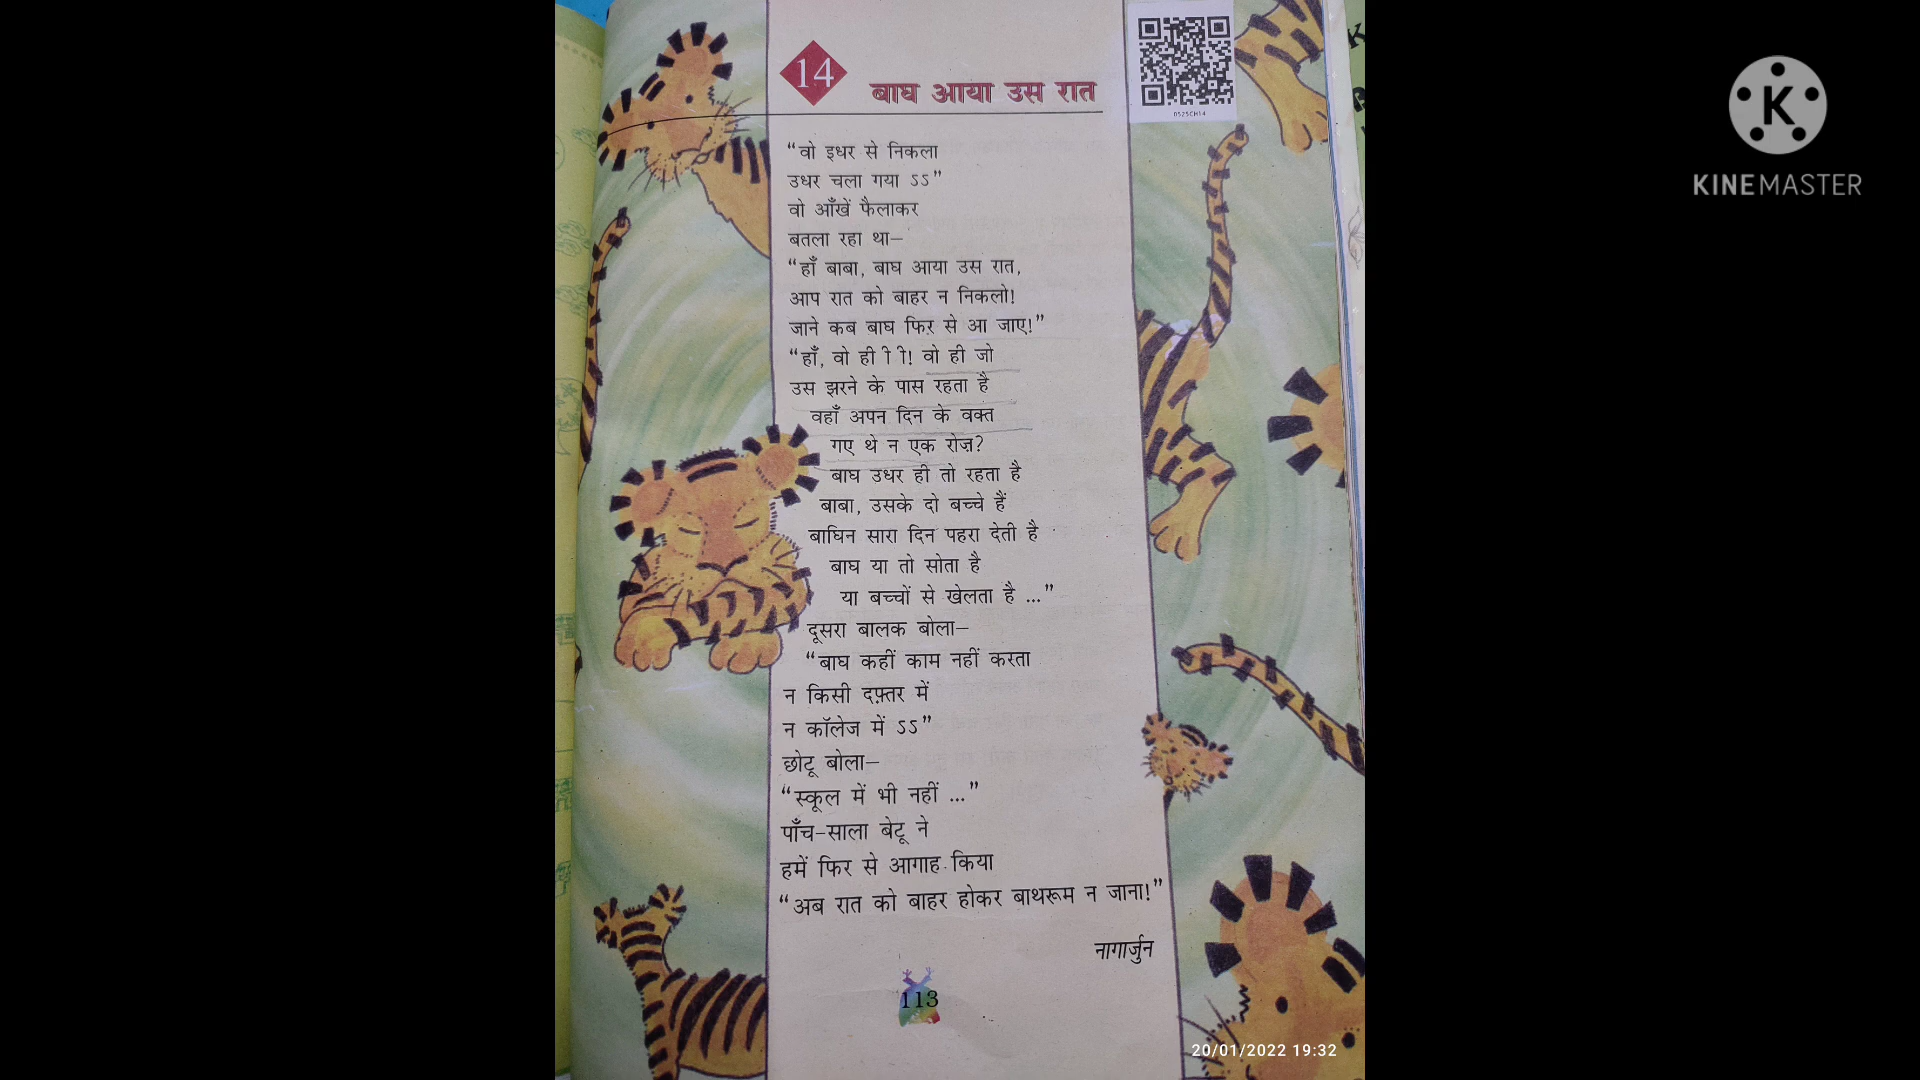 14
बाघ आया उस रात
0525CH14
“वो इधर से निकला
उधर चला गया ऽऽ”
वो आँखें फैलाकर
बतला रहा था–
“हाँ बाबा, बाघ आया उस रात,
आप रात को बाहर न निकलो!
जाने कब बाघ फिर से आ जाए!”
“हाँ, वो ही ी ी! वो ही जो
उस झरने के पास रहता है
वहाँ अपन दिन के वक्त
गए थे न एक रोज़?
बाघ उधर ही तो रहता है
बाबा, उसके दो बच्चे हैं
बाघिन सारा दिन पहरा देती है
बाघ या तो सोता है
या बच्चों से खेलता है ...”
दूसरा बालक बोला–
“बाघ कहीं काम नहीं करता
न किसी दफ़्तर में
न कॉलेज में ऽऽ”
छोटू बोला–
“स्कूल में भी नहीं ...”
पाँच-साला बेटू ने
हमें फिर से आगाह किया
“अब रात को बाहर होकर बाथरूम न जाना!”
नागार्जुन
113
20/01/2022 19:32
K
KINEMASTER